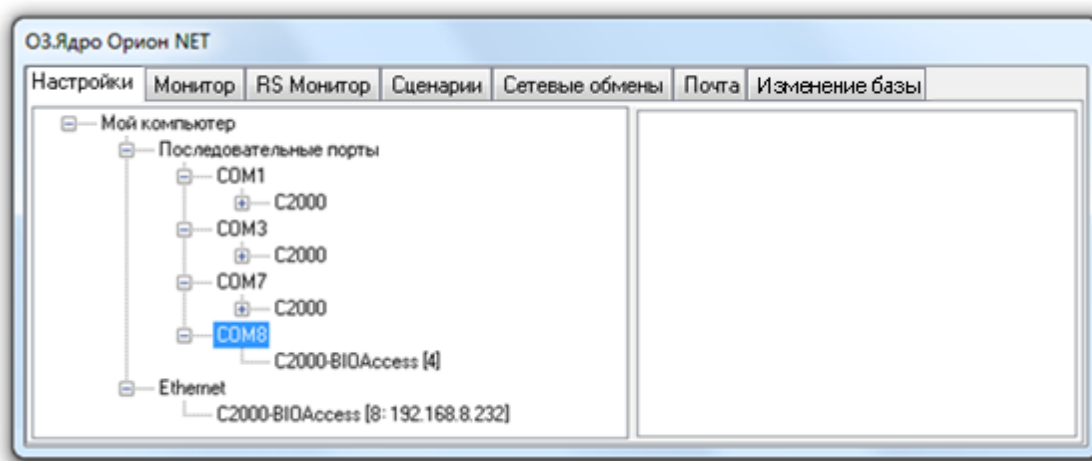 ОЗ.Ядро Орион NET
Настройки Монитор RS Монитор Сценарии Сетевые обмены Почта Изменение базы
Мой компьютер
Последовательные порты
COM1
C2000
COM3
C2000
COM7
C2000
COM8
C2000-BIOAccess [4]
Ethernet
C2000-BIOAccess [8: 192.168.8.232]